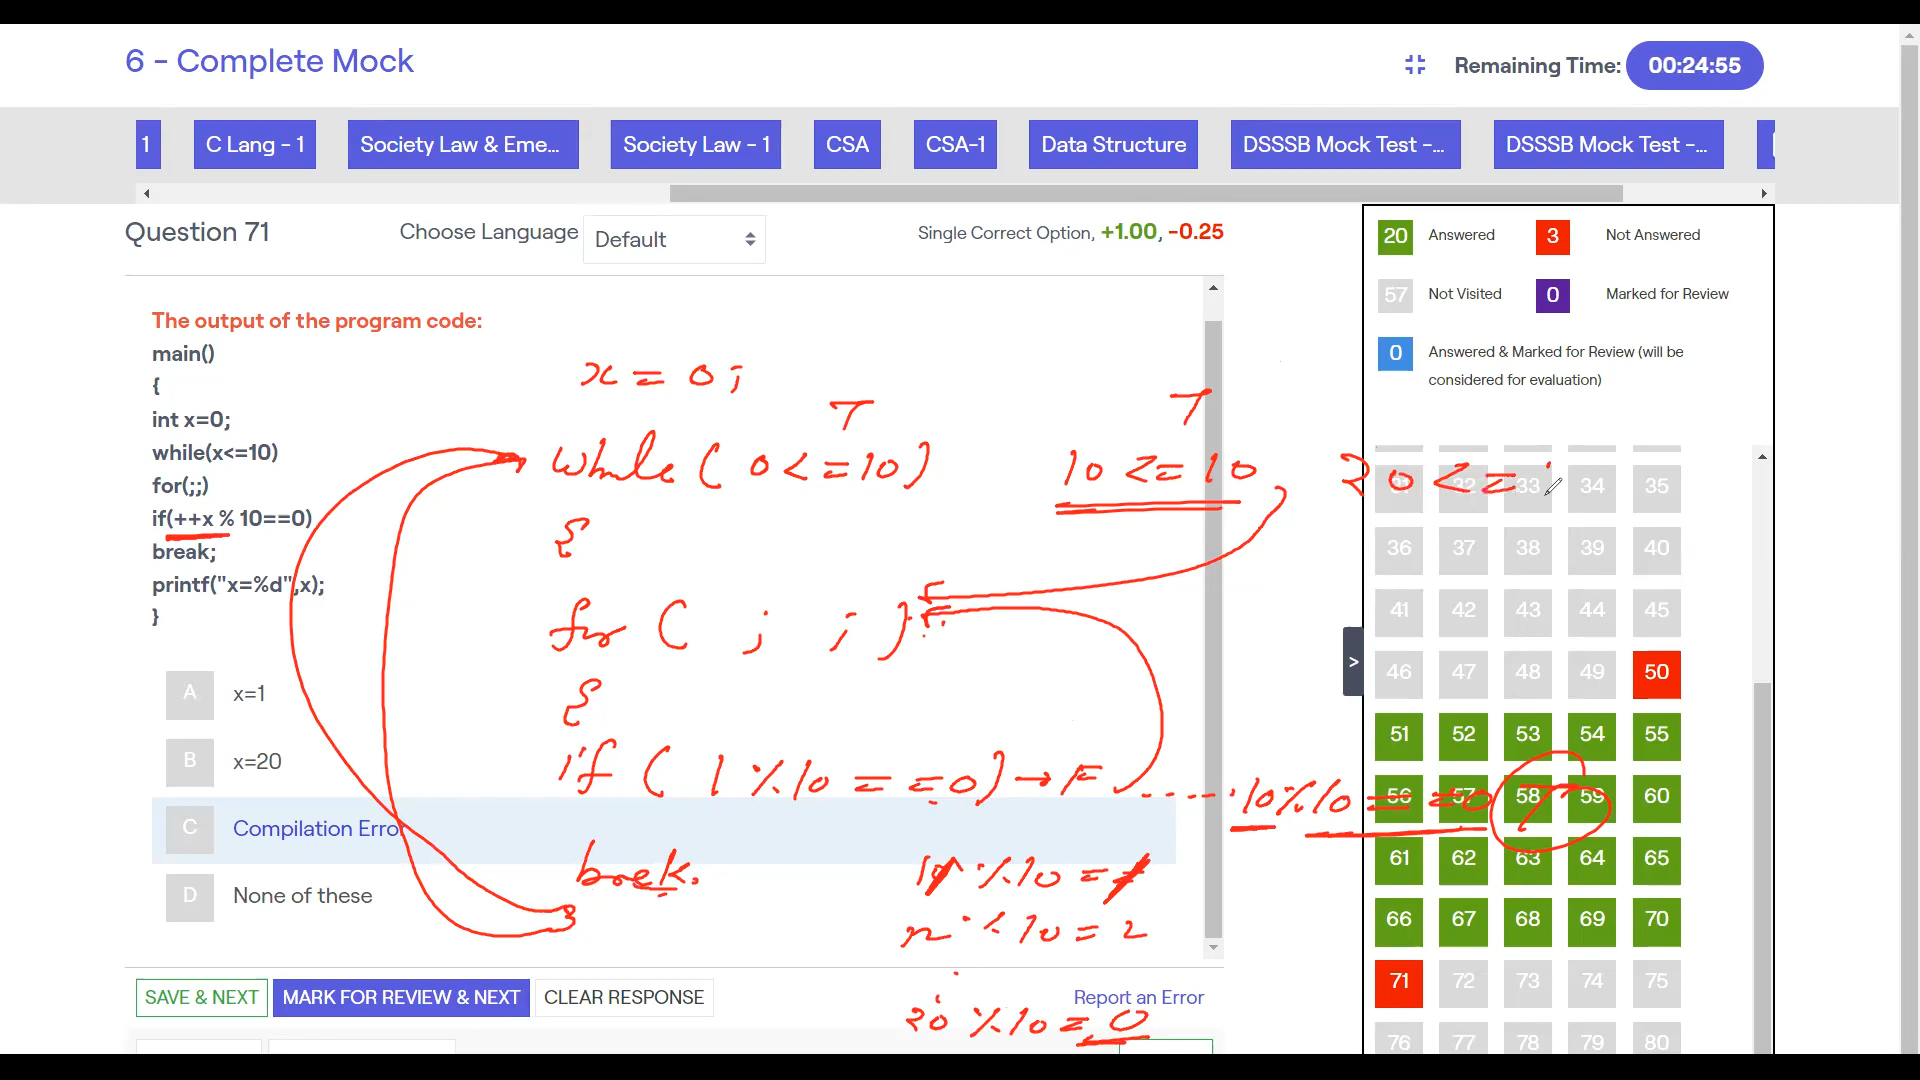 6 - Complete Mock
Remaining Time: 00:24:55
1 C Lang - 1 Society Law & Eme... Society Law - 1 CSA CSA-1 Data Structure DSSSB Mock Test -... DSSSB Mock Test -...
Question 71 Choose Language Default Single Correct Option, +1.00, -0.25
The output of the program code:
main()
{
int x=0;
while(x<=10)
for(;;)
if(++x % 10==0)
break;
printf("x=%d",x);
}
A x=1
B x=20
C Compilation Erro
D None of these
x = 0;
T
while ( 0 <= 10 )
{
for ( ; ; )
{
if ( 1 % 10 == 0 ) → F
break.
}
T
10 <= 10, 20 <=
10 % 10 == 0 T
% 10 =
12 % 10 = 2
20 % 10 = 0
SAVE & NEXT MARK FOR REVIEW & NEXT CLEAR RESPONSE Report an Error
20 Answered 3 Not Answered
57 Not Visited 0 Marked for Review
0 Answered & Marked for Review (will be
considered for evaluation)
32 33 34 35
36 37 38 39 40
41 42 43 44 45
46 47 48 49 50
51 52 53 54 55
56 57 58 59 60
61 62 63 64 65
66 67 68 69 70
71 72 73 74 75
76 77 78 79 80
>